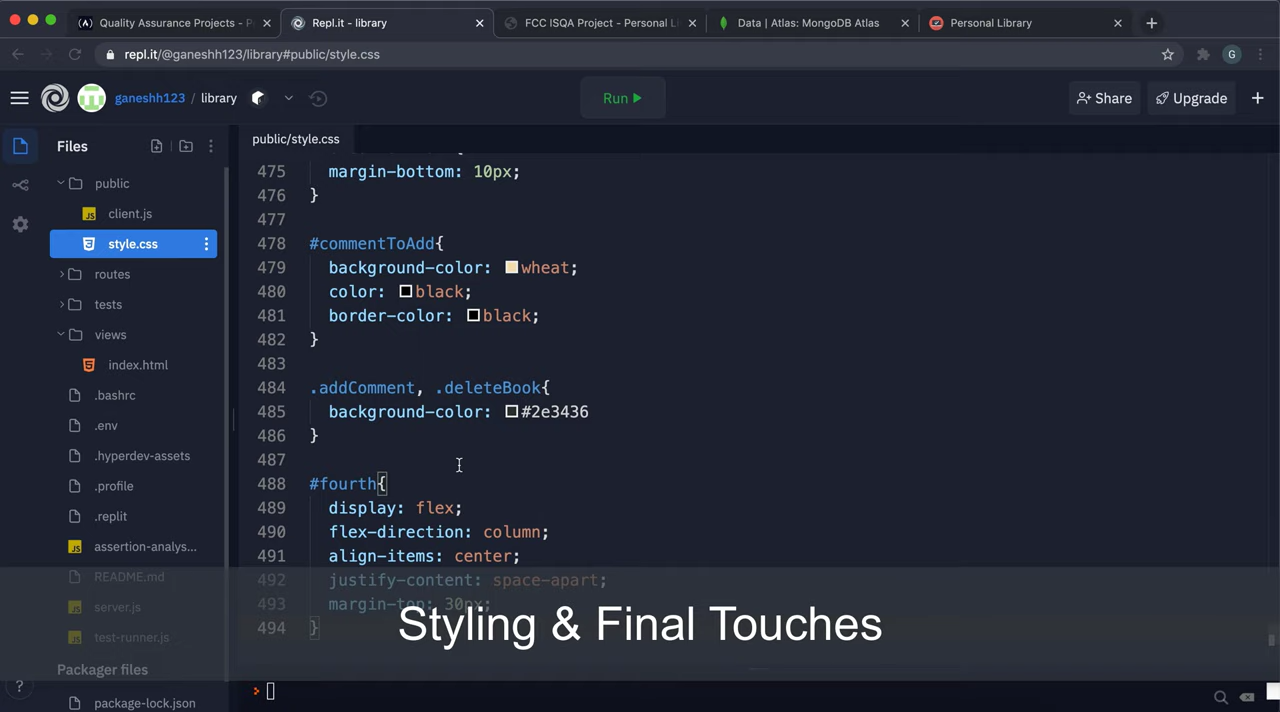 Quality Assurance Projects - P
Repl.it - library
FCC ISQA Project - Personal Li
Data | Atlas: MongoDB Atlas
Personal Library
repl.it/@ganeshh123/library#public/style.css
G
ganeshh123 / library
Run
Share
Upgrade
Files
public
client.js
style.css
routes
tests
views
index.html
.bashrc
.env
.hyperdev-assets
.profile
.replit
assertion-analys...
README.md
server.js
test-runner.js
Packager files
package-lock.json
public/style.css
475 margin-bottom: 10px;
476 }
477
478 #commentToAdd{
479 background-color: wheat;
480 color: black;
481 border-color: black;
482 }
483
484 .addComment, .deleteBook{
485 background-color: #2e3436
486 }
487
488 #fourth{
489 display: flex;
490 flex-direction: column;
491 align-items: center;
492 justify-content: space-apart;
493 margin-top: 30px;
494 }
Styling & Final Touches